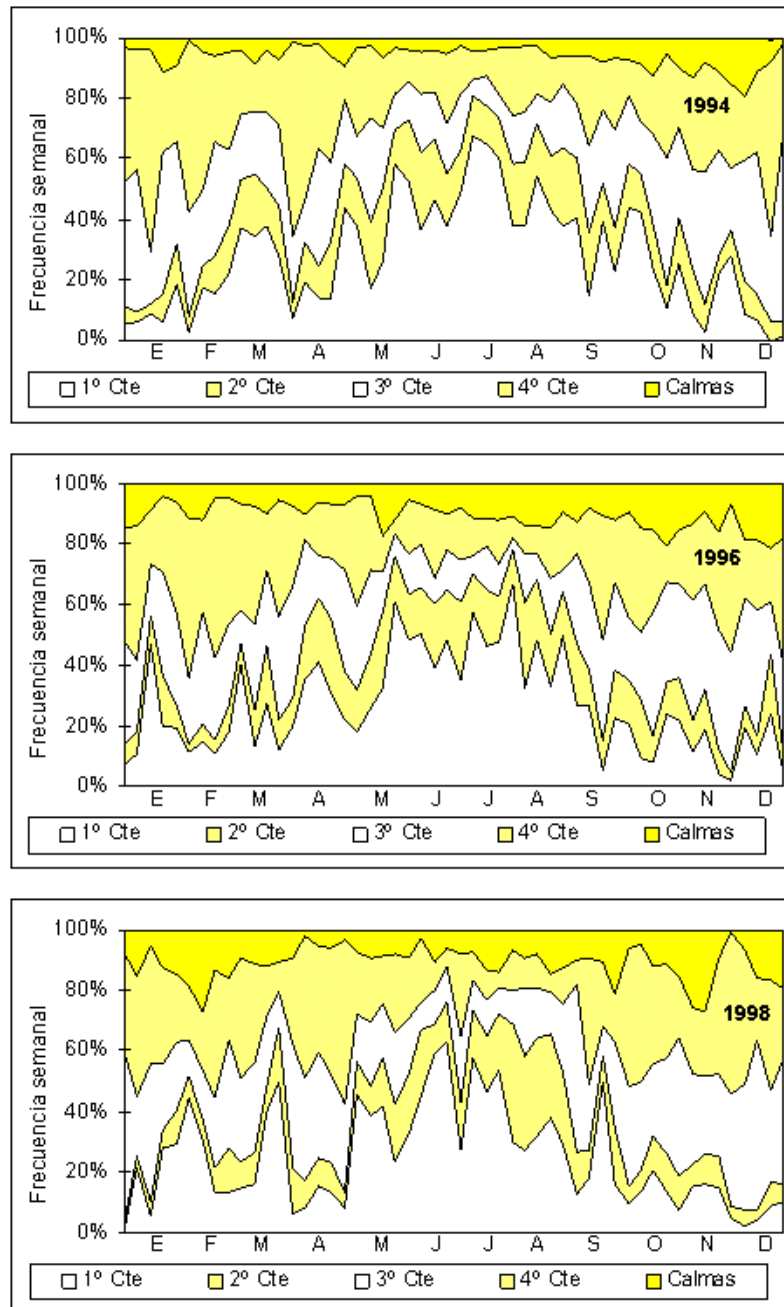 100%
80%
60%
40%
20%
0%
Frecuencia semanal
1994
E F M A M J J A S O N D
1º Cte 2º Cte 3º Cte 4º Cte Calmas
100%
80%
60%
40%
20%
0%
Frecuencia semanal
1996
E F M A M J J A S O N D
1º Cte 2º Cte 3º Cte 4º Cte Calmas
100%
80%
60%
40%
20%
0%
Frecuencia semanal
1998
E F M A M J J A S O N D
1º Cte 2º Cte 3º Cte 4º Cte Calmas